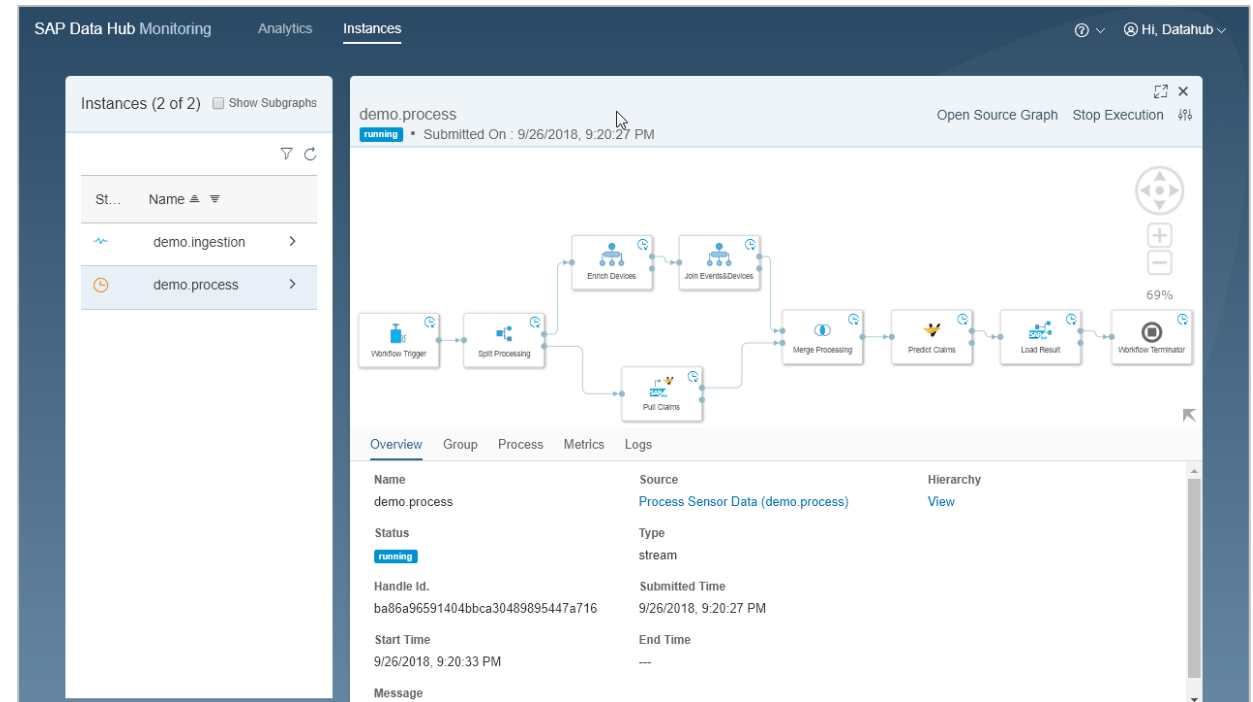 SAP Data Hub Monitoring Analytics Instances Hi, Datahub
Instances (2 of 2) Show Subgraphs
St... Name
demo.ingestion
demo.process
demo.process
Open Source Graph Stop Execution
running • Submitted On : 9/26/2018, 9:20:27 PM
69%
Enrich Devices
Join Events&Devices
Workflow Trigger
Split Processing
Pull Claims
Merge Processing
Predict Claims
Load Result
Workflow Terminator
Overview Group Process Metrics Logs
Name Source Hierarchy
demo.process Process Sensor Data (demo.process) View
Status Type
running stream
Handle Id. Submitted Time
ba86a96591404bbca30489895447a716 9/26/2018, 9:20:27 PM
Start Time End Time
9/26/2018, 9:20:33 PM ---
Message